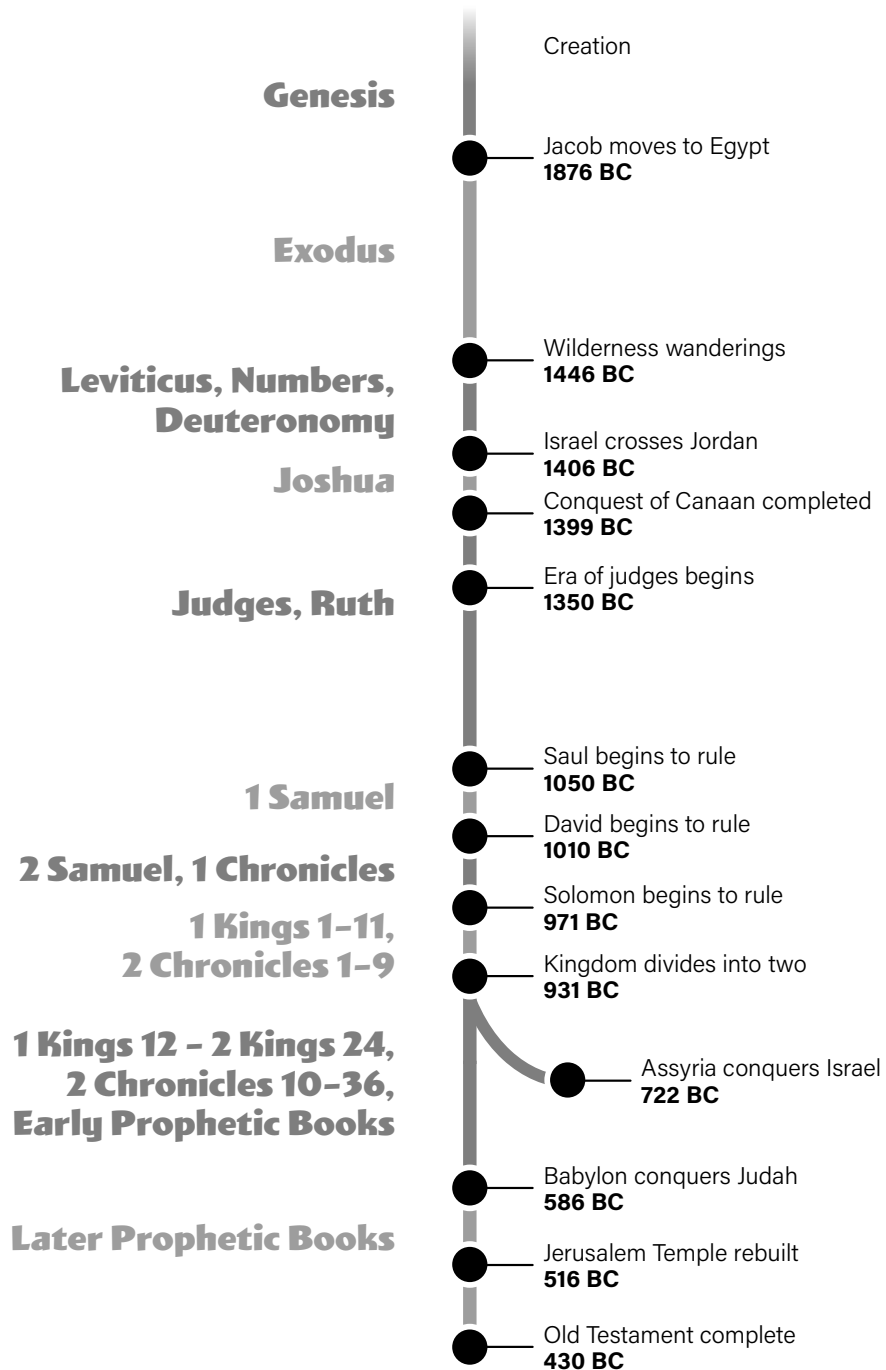 Creation
Genesis
Jacob moves to Egypt
1876 BC
Exodus
Wilderness wanderings
1446 BC
Leviticus, Numbers,
Deuteronomy
Israel crosses Jordan
1406 BC
Joshua
Conquest of Canaan completed
1399 BC
Era of judges begins
1350 BC
Judges, Ruth
Saul begins to rule
1050 BC
1 Samuel
David begins to rule
1010 BC
2 Samuel, 1 Chronicles
Solomon begins to rule
971 BC
1 Kings 1–11,
2 Chronicles 1–9
Kingdom divides into two
931 BC
1 Kings 12 – 2 Kings 24,
2 Chronicles 10–36,
Early Prophetic Books
Assyria conquers Israel
722 BC
Babylon conquers Judah
586 BC
Later Prophetic Books
Jerusalem Temple rebuilt
516 BC
Old Testament complete
430 BC